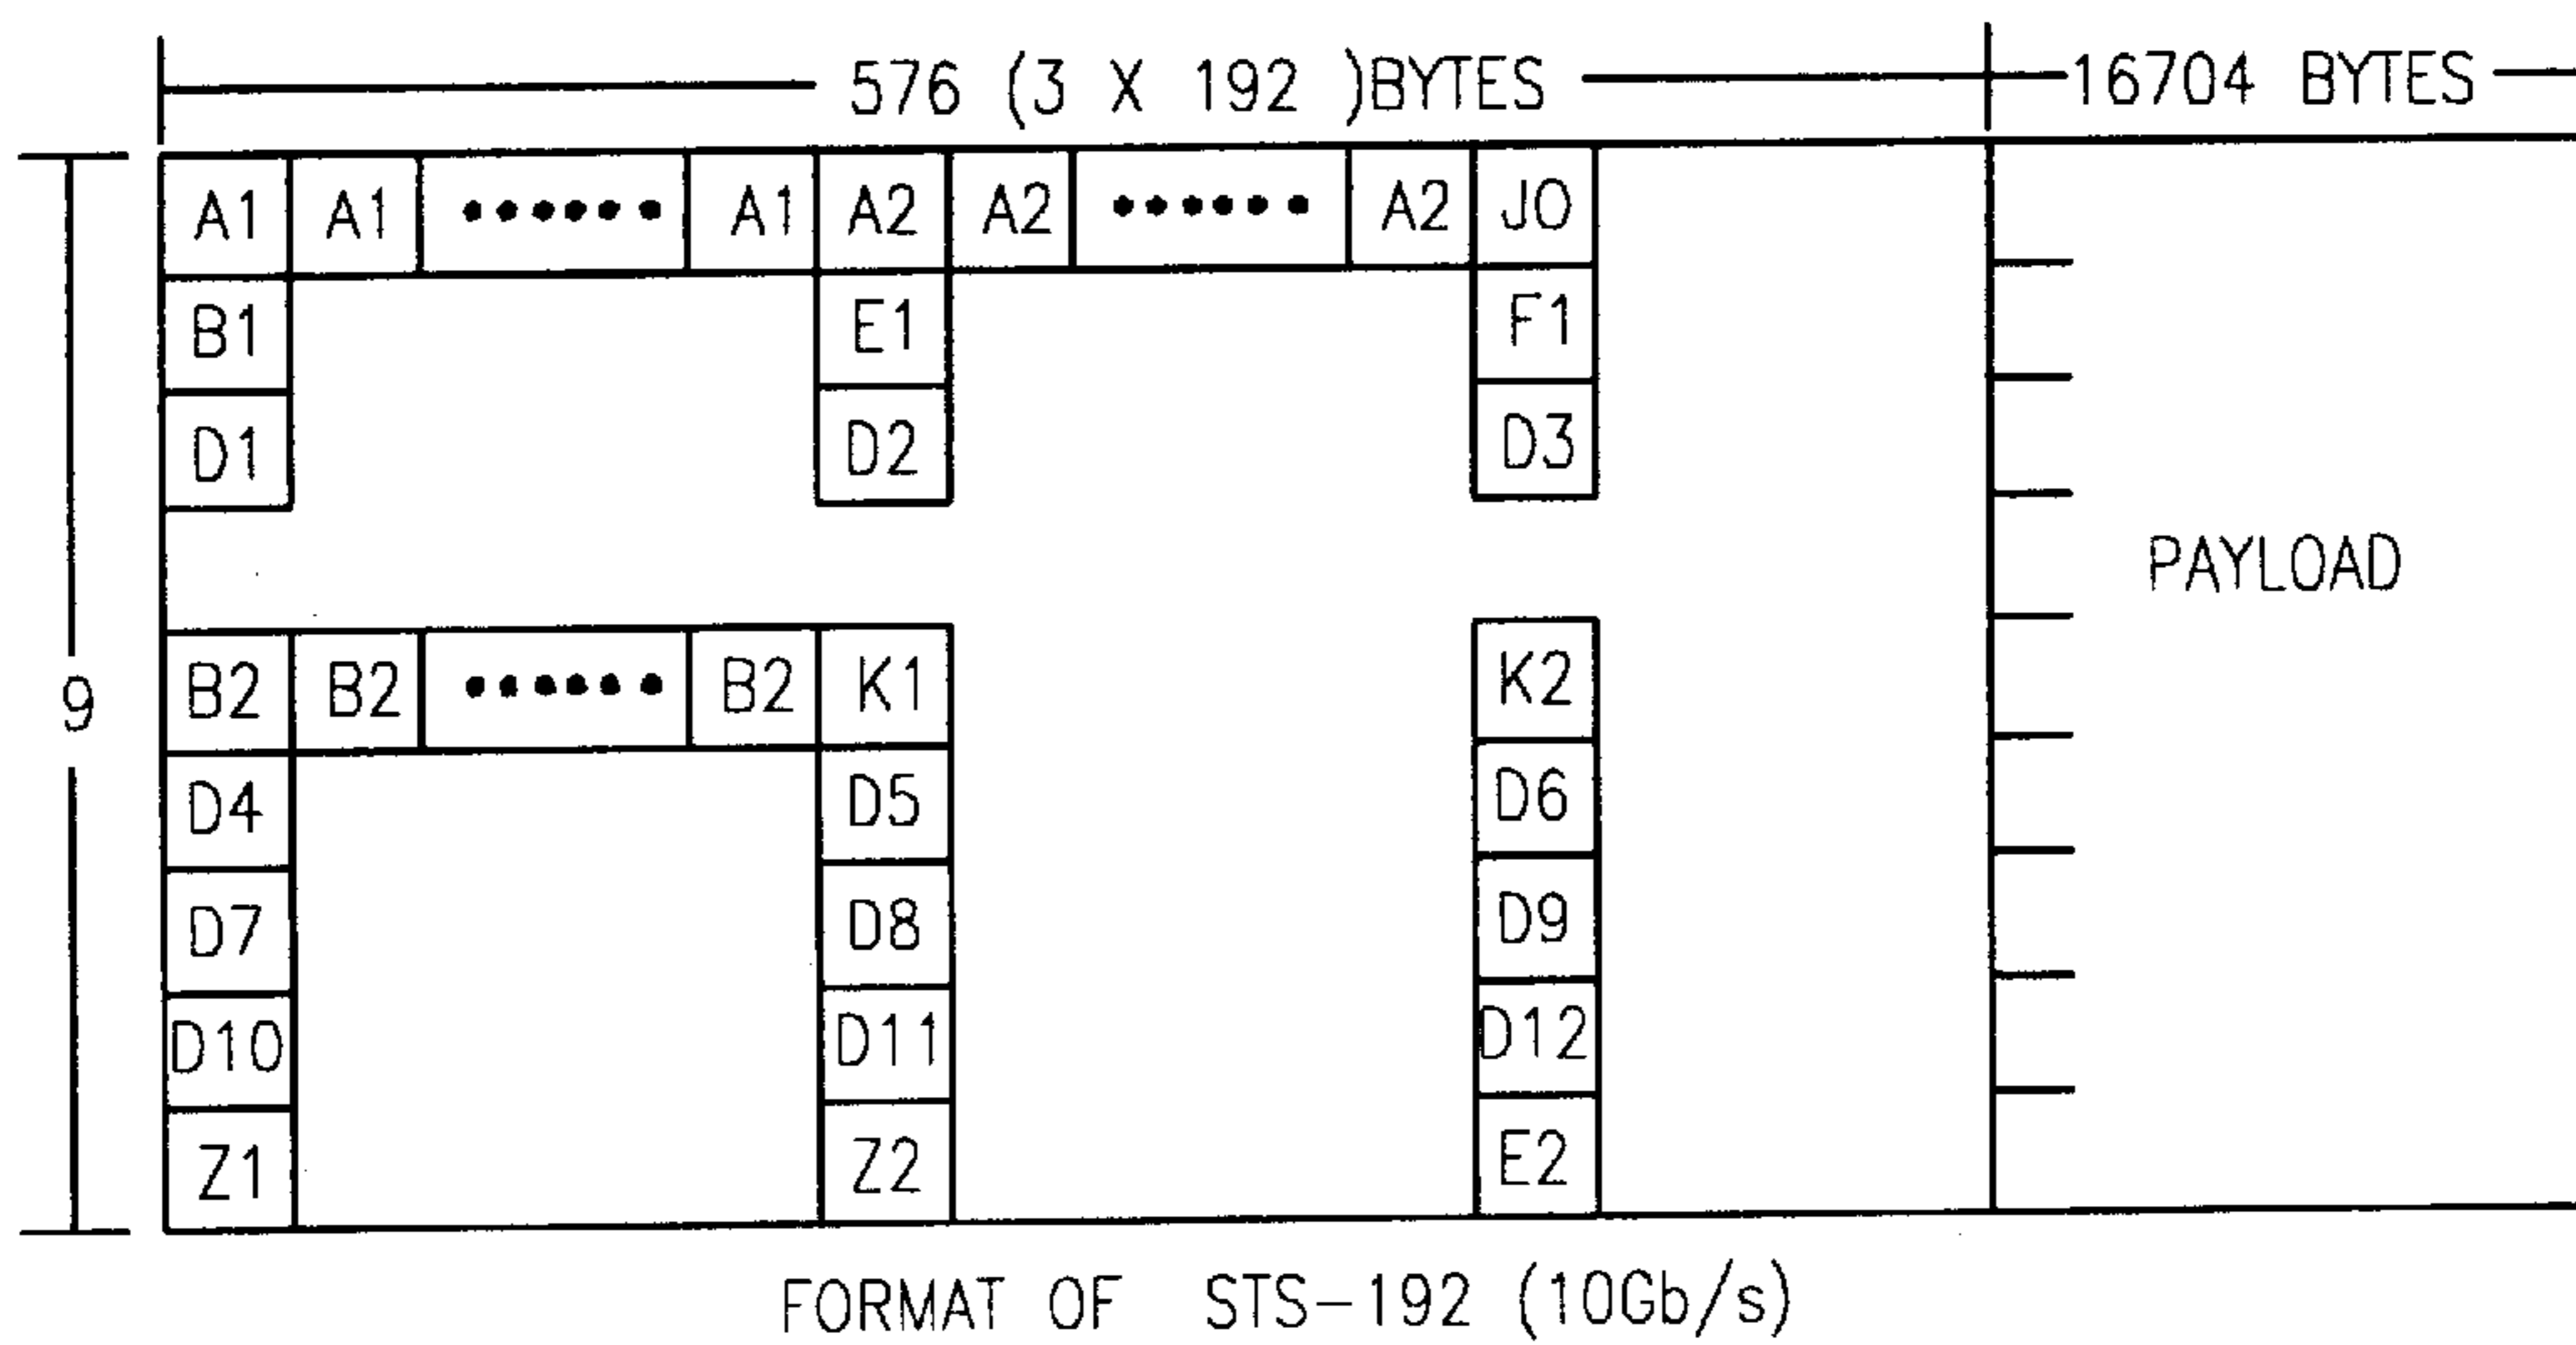 576 (3 X 192 )BYTES 16704 BYTES
A1 A1 •••••• A1 A2 A2 •••••• A2 J0
B1 E1 F1
D1 D2 D3
PAYLOAD
9
B2 B2 •••••• B2 K1 K2
D4 D5 D6
D7 D8 D9
D10 D11 D12
Z1 Z2 E2
FORMAT OF STS-192 (10Gb/s)